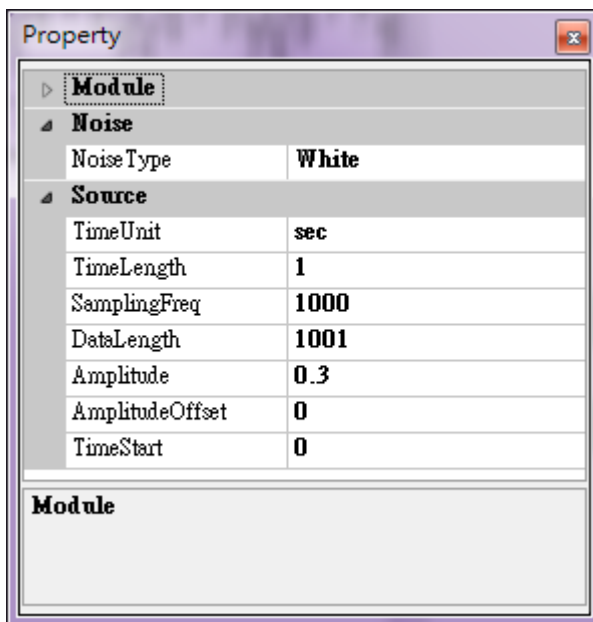 Property
Module
Noise
NoiseType White
Source
TimeUnit sec
TimeLength 1
SamplingFreq 1000
DataLength 1001
Amplitude 0.3
AmplitudeOffset 0
TimeStart 0
Module